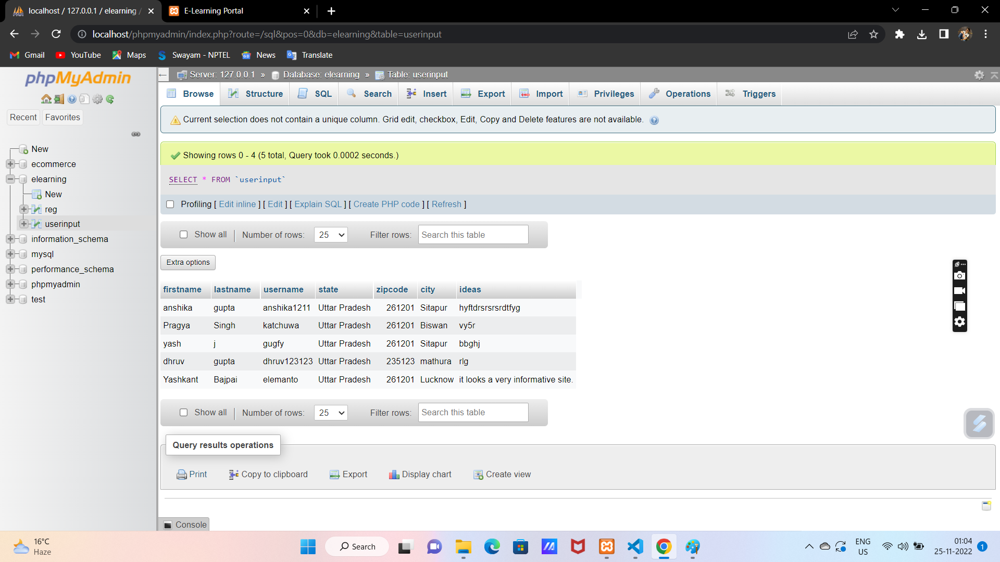 localhost / 127.0.0.1 / elearning /
E-Learning Portal
localhost/phpmyadmin/index.php?route=/sql&pos=0&db=elearning&table=userinput
Gmail YouTube Maps Swayam - NPTEL News Translate
phpMyAdmin
Recent Favorites
New
ecommerce
elearning
New
reg
userinput
information_schema
mysql
performance_schema
phpmyadmin
test
Server: 127.0.0.1 » Database: elearning » Table: userinput
Browse Structure SQL Search Insert Export Import Privileges Operations Triggers
Current selection does not contain a unique column. Grid edit, checkbox, Edit, Copy and Delete features are not available.
Showing rows 0 - 4 (5 total, Query took 0.0002 seconds.)
SELECT * FROM `userinput`
Profiling [ Edit inline ] [ Edit ] [ Explain SQL ] [ Create PHP code ] [ Refresh ]
Show all Number of rows: 25 Filter rows: Search this table
Extra options
firstname lastname username state zipcode city ideas
anshika gupta anshika1211 Uttar Pradesh 261201 Sitapur hyftdrsrsrsrdtfyg
Pragya Singh katchuwa Uttar Pradesh 261201 Biswan vy5r
yash j gugfy Uttar Pradesh 261201 Sitapur bbghj
dhruv gupta dhruv123123 Uttar Pradesh 235123 mathura rlg
Yashkant Bajpai elemanto Uttar Pradesh 261201 Lucknow it looks a very informative site.
Show all Number of rows: 25 Filter rows: Search this table
Query results operations
Print Copy to clipboard Export Display chart Create view
Console
16°C
Haze
Search
ENG
US
01:04
25-11-2022
1